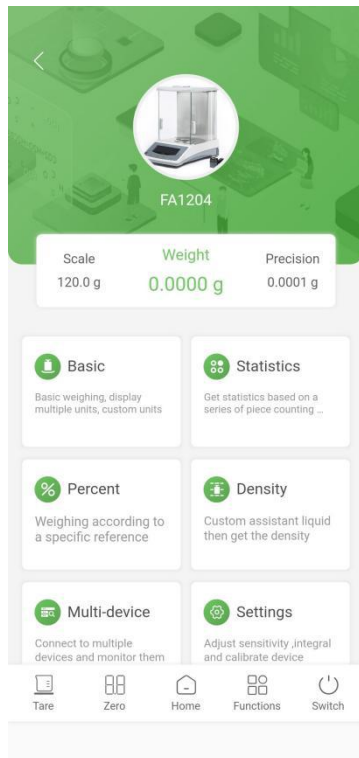 FA1204
Scale
Weight
Precision
120.0 g
0.0000 g
0.0001 g
Basic
Basic weighing, display
multiple units, custom units
Statistics
Get statistics based on a
series of piece counting ...
% Percent
Weighing according to
a specific reference
Density
Custom assistant liquid
then get the density
Multi-device
Connect to multiple
devices and monitor them
Settings
Adjust sensitivity ,integral
and calibrate device
Tare
Zero
Home
Functions
Switch